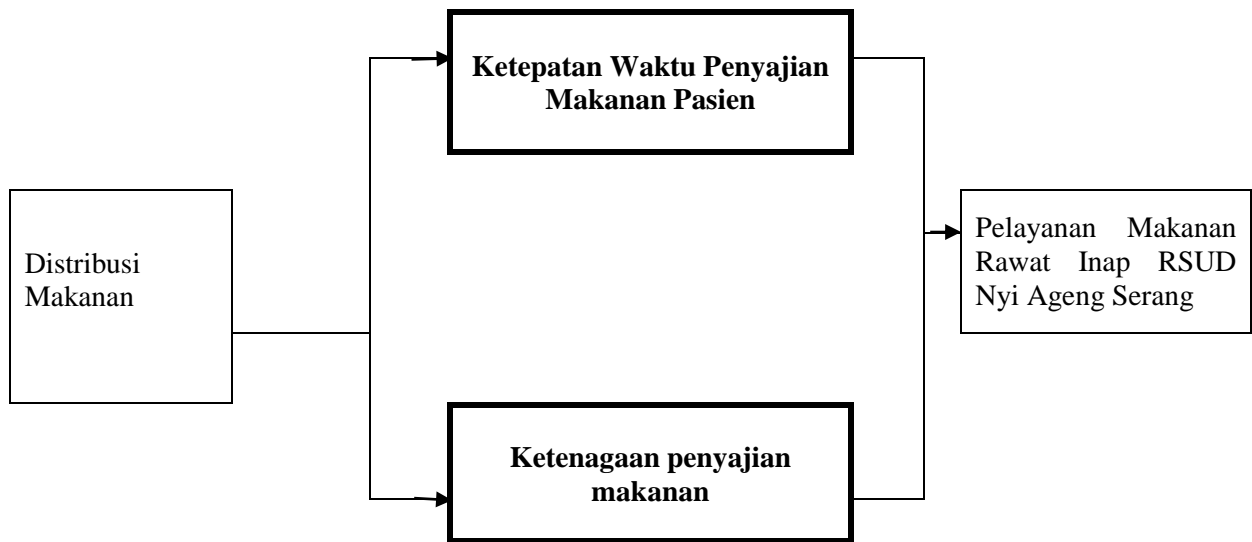 Ketepatan Waktu Penyajian
Makanan Pasien
Distribusi
Makanan
Pelayanan Makanan
Rawat Inap RSUD
Nyi Ageng Serang
Ketenagaan penyajian
makanan